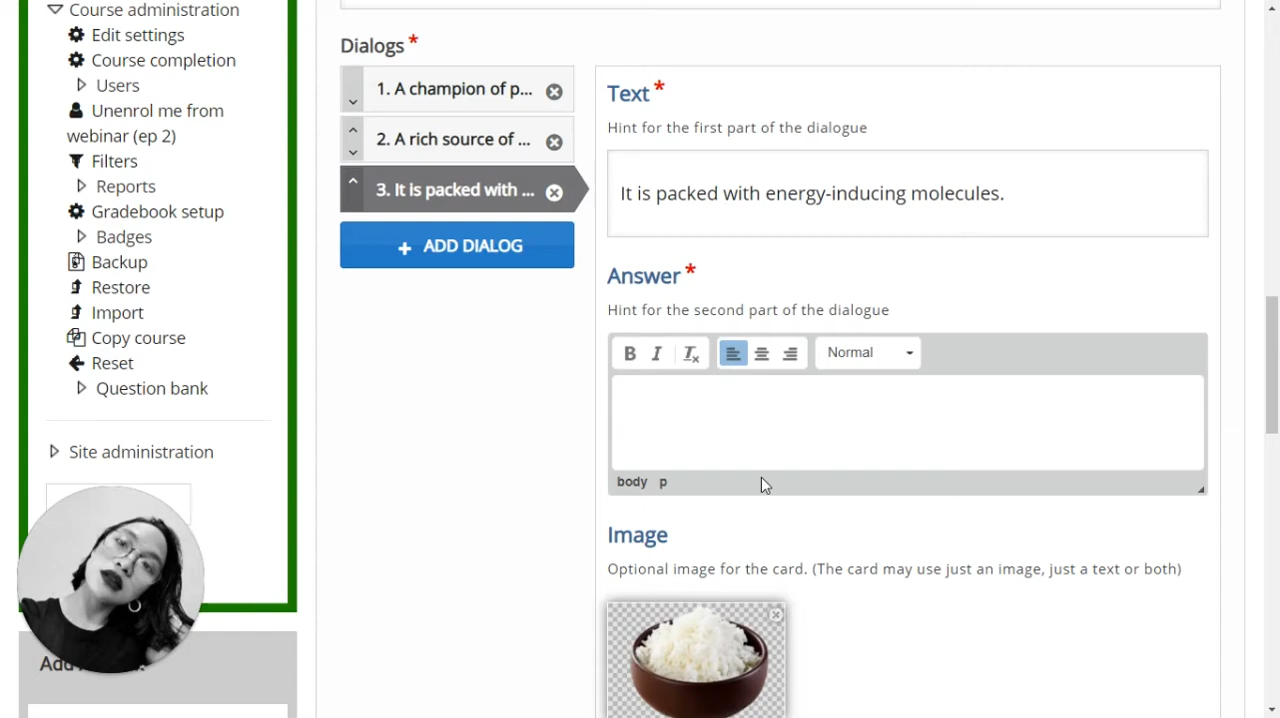 Course administration
Edit settings
Course completion
Users
Unenrol me from
webinar (ep 2)
Filters
Reports
Gradebook setup
Badges
Backup
Restore
Import
Copy course
Reset
Question bank
Site administration
Dialogs *
1. A champion of p...
2. A rich source of ...
3. It is packed with ...
+ ADD DIALOG
Text *
Hint for the first part of the dialogue
It is packed with energy-inducing molecules.
Answer *
Hint for the second part of the dialogue
B I Tx Normal
body p
Image
Optional image for the card. (The card may use just an image, just a text or both)